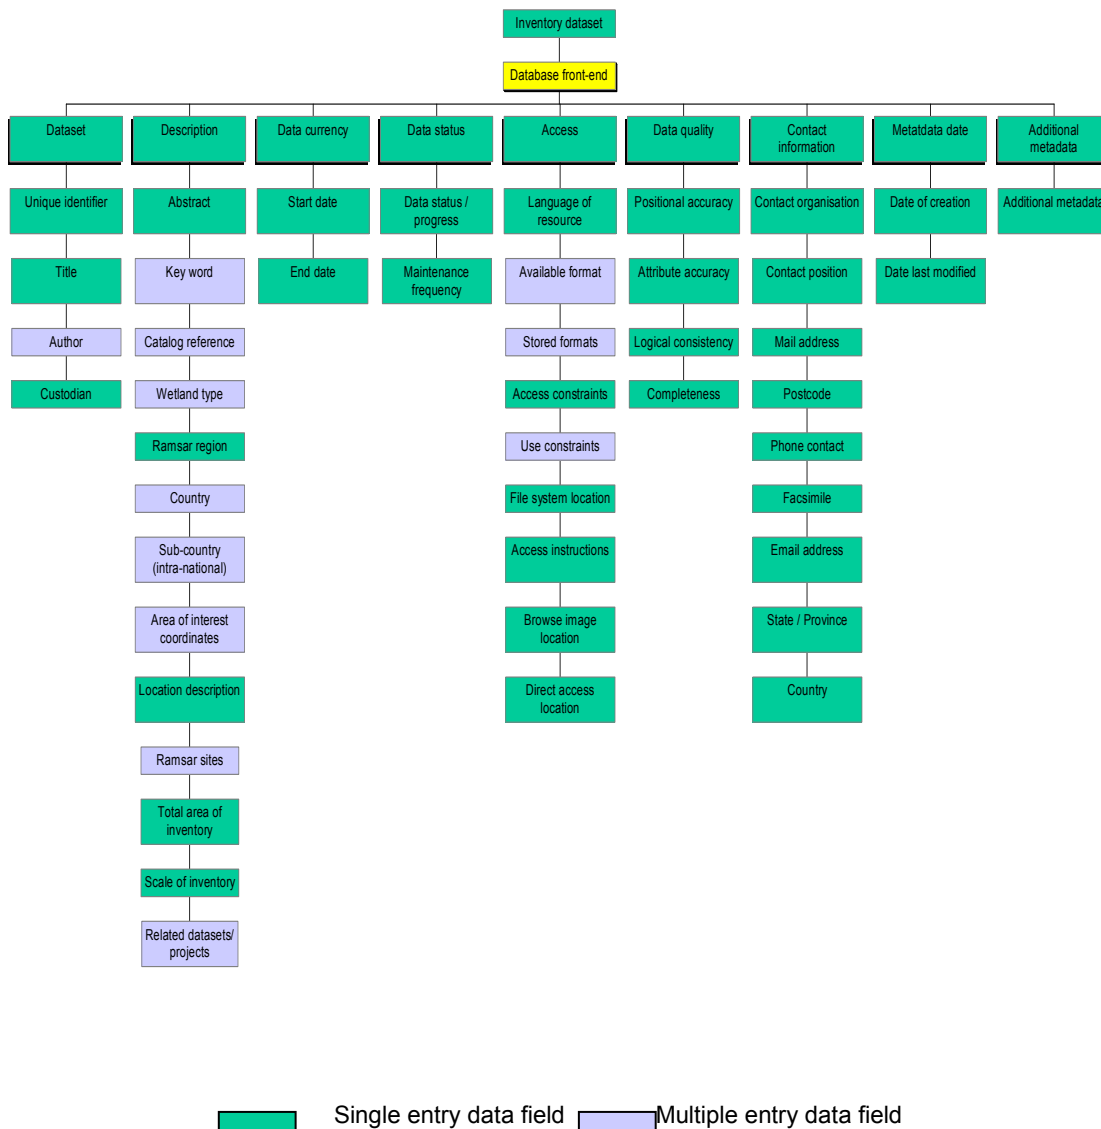 Inventory dataset
Database front-end
Dataset
Unique identifier
Title
Author
Custodian
Description
Abstract
Key word
Catalog reference
Wetland type
Ramsar region
Country
Sub-country
(intra-national)
Area of interest
coordinates
Location description
Ramsar sites
Total area of
inventory
Scale of inventory
Related datasets/
projects
Data currency
Start date
End date
Data status
Data status /
progress
Maintenance
frequency
Access
Language of
resource
Available format
Stored formats
Access constraints
Use constraints
File system location
Access instructions
Browse image
location
Direct access
location
Data quality
Positional accuracy
Attribute accuracy
Logical consistency
Completeness
Contact
information
Contact organisation
Contact position
Mail address
Postcode
Phone contact
Facsimile
Email address
State / Province
Country
Metatdata date
Date of creation
Date last modified
Additional
metadata
Additional metadata
Single entry data field
Multiple entry data field